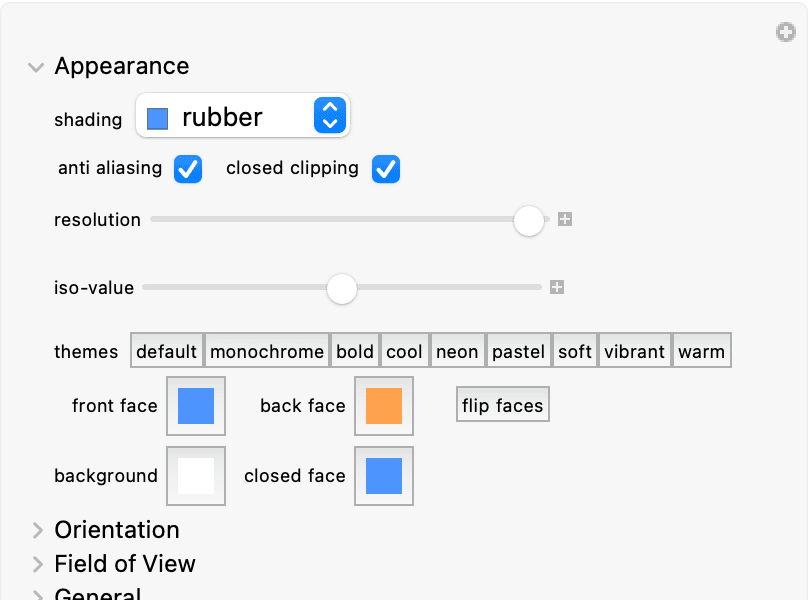 Appearance
shading rubber
anti aliasing closed clipping
resolution
iso-value
themes default monochrome bold cool neon pastel soft vibrant warm
front face back face flip faces
background closed face
Orientation
Field of View
General